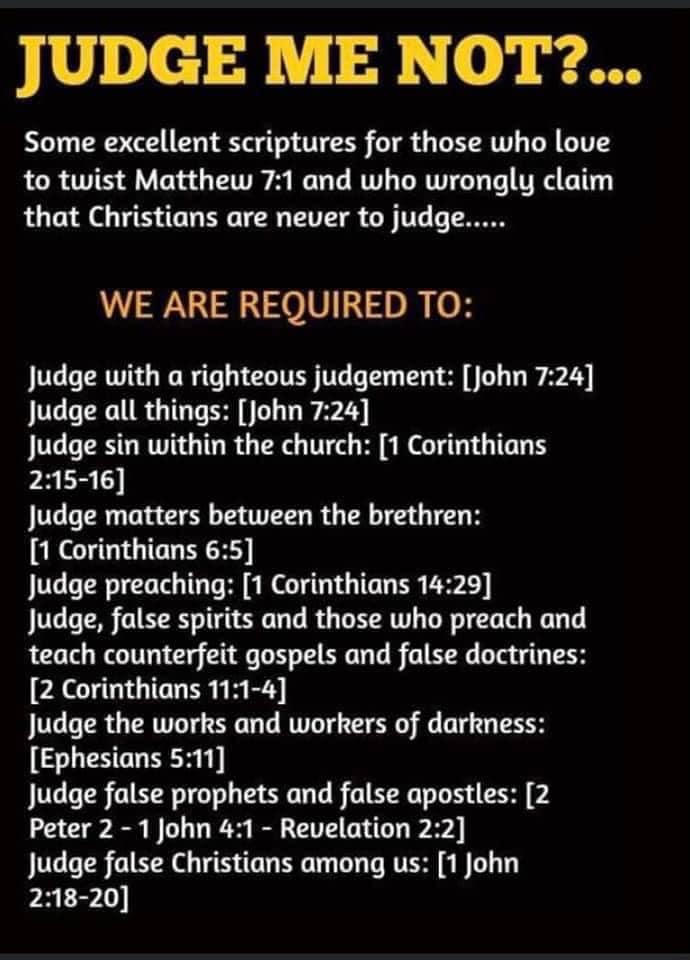 JUDGE ME NOT?...
Some excellent scriptures for those who love
to twist Matthew 7:1 and who wrongly claim
that Christians are never to judge.....
WE ARE REQUIRED TO:
Judge with a righteous judgement: [John 7:24]
Judge all things: [John 7:24]
Judge sin within the church: [1 Corinthians
2:15-16]
Judge matters between the brethren:
[1 Corinthians 6:5]
Judge preaching: [1 Corinthians 14:29]
Judge, false spirits and those who preach and
teach counterfeit gospels and false doctrines:
[2 Corinthians 11:1-4]
Judge the works and workers of darkness:
[Ephesians 5:11]
Judge false prophets and false apostles: [2
Peter 2 - 1 John 4:1 - Revelation 2:2]
Judge false Christians among us: [1 John
2:18-20]